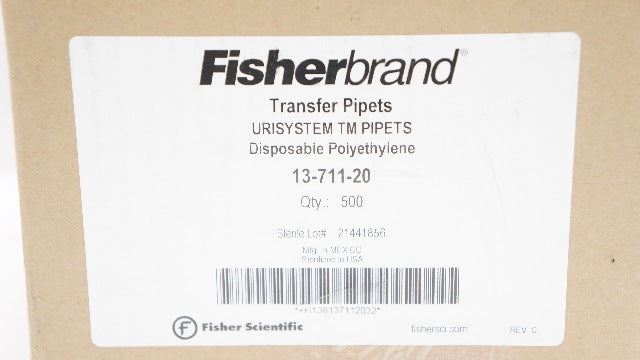 Fisherbrand®
Transfer Pipets
URISYSTEM TM PIPETS
Disposable Polyethylene
13-711-20
Qty.: 500
Sterile Lot# 21441856
Mfg. in MEXICO
Sterilized in USA
Fisher Scientific fishersci.com REV. C